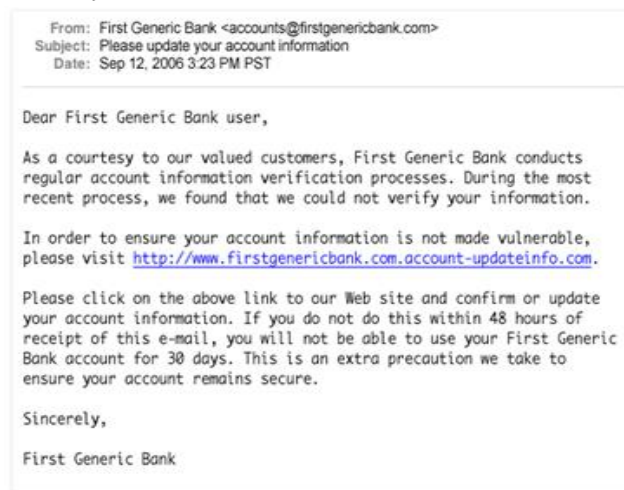 From: First Generic Bank <accounts@firstgenericbank.com>
Subject: Please update your account information
Date: Sep 12, 2006 3:23 PM PST
Dear First Generic Bank user,
As a courtesy to our valued customers, First Generic Bank conducts
regular account information verification processes. During the most
recent process, we found that we could not verify your information.
In order to ensure your account information is not made vulnerable,
please visit http://www.firstgenericbank.com.account-updateinfo.com.
Please click on the above link to our Web site and confirm or update
your account information. If you do not do this within 48 hours of
receipt of this e-mail, you will not be able to use your First Generic
Bank account for 30 days. This is an extra precaution we take to
ensure your account remains secure.
Sincerely,
First Generic Bank